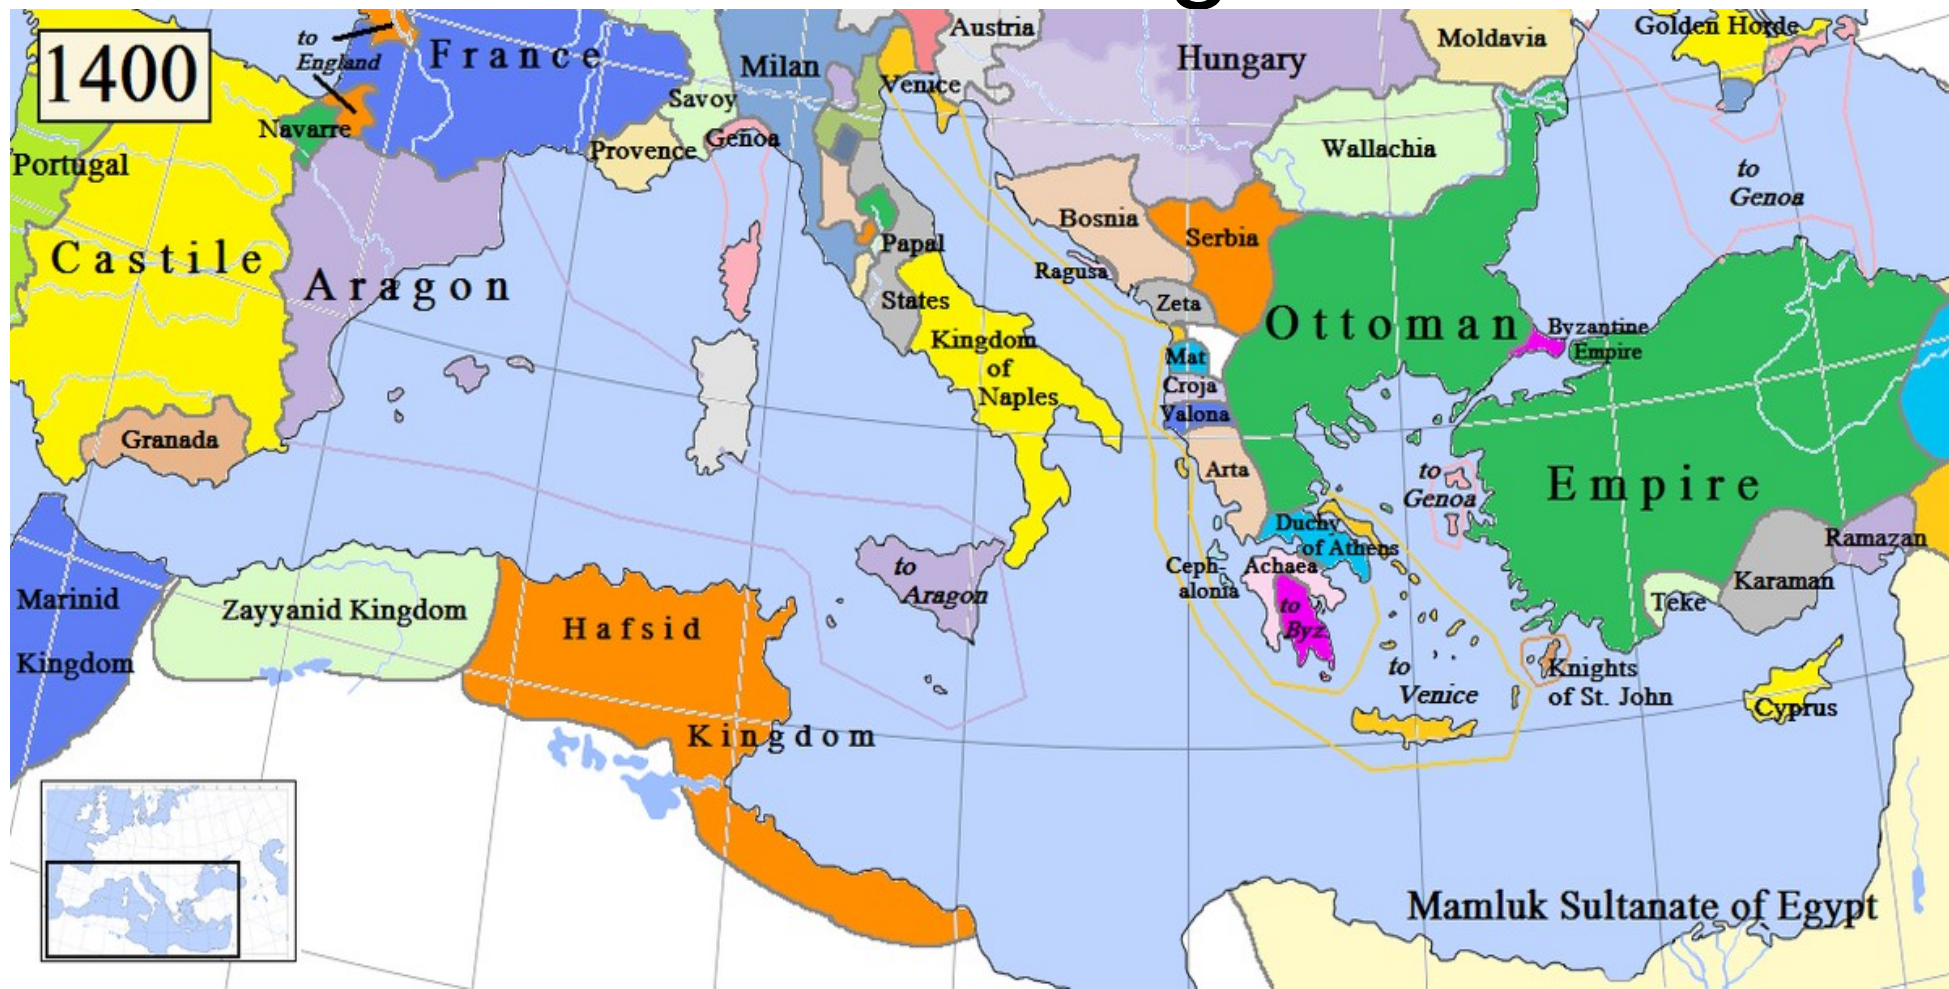 1400
to
England
France
Milan
Venice
Austria
Hungary
Moldavia
Golden Horde
Navarre
Savoy
Genoa
Provence
Portugal
Wallachia
to
Genoa
Castile
Aragon
Papal
States
Bosnia
Serbia
Ragusa
Zeta
Kingdom
of
Naples
Ottoman
Empire
Byzantine
Empire
Mat
Croja
Valona
Arta
Granada
to
Genoa
Duchy
of Athens
Ceph-
alonia
Achaea
to
Byz.
Ramazan
Karaman
Teke
Marinid
Kingdom
Zayyanid Kingdom
Hafsid
Kingdom
to
Aragon
to
Venice
Knights
of St. John
Cyprus
Mamluk Sultanate of Egypt